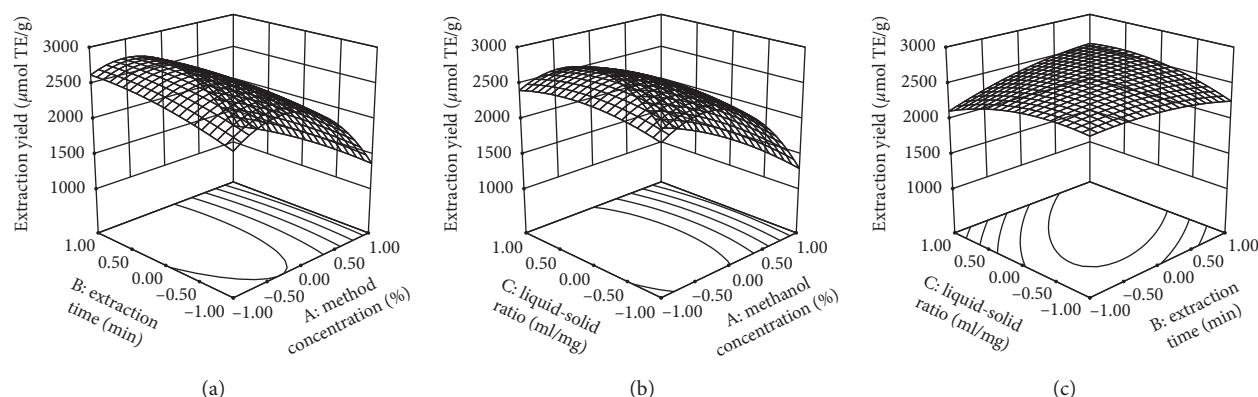 Extraction yield (μmol TE/g)
3000
2500
2000
1500
1000
1.00
0.50
0.00
−0.50
−1.00
B: extraction
time (min)
−1.00
−0.50
0.00
0.50
1.00
A: method
concentration (%)
(a)
Extraction yield (μmol TE/g)
3000
2500
2000
1500
1000
1.00
0.50
0.00
−0.50
−1.00
C: liquid-solid
ratio (ml/mg)
−1.00
−0.50
0.00
0.50
1.00
A: methanol
concentration (%)
(b)
Extraction yield (μmol TE/g)
3000
2500
2000
1500
1000
1.00
0.50
0.00
−0.50
−1.00
C: liquid-solid
ratio (ml/mg)
−1.00
−0.50
0.00
0.50
1.00
B: extraction
time (min)
(c)